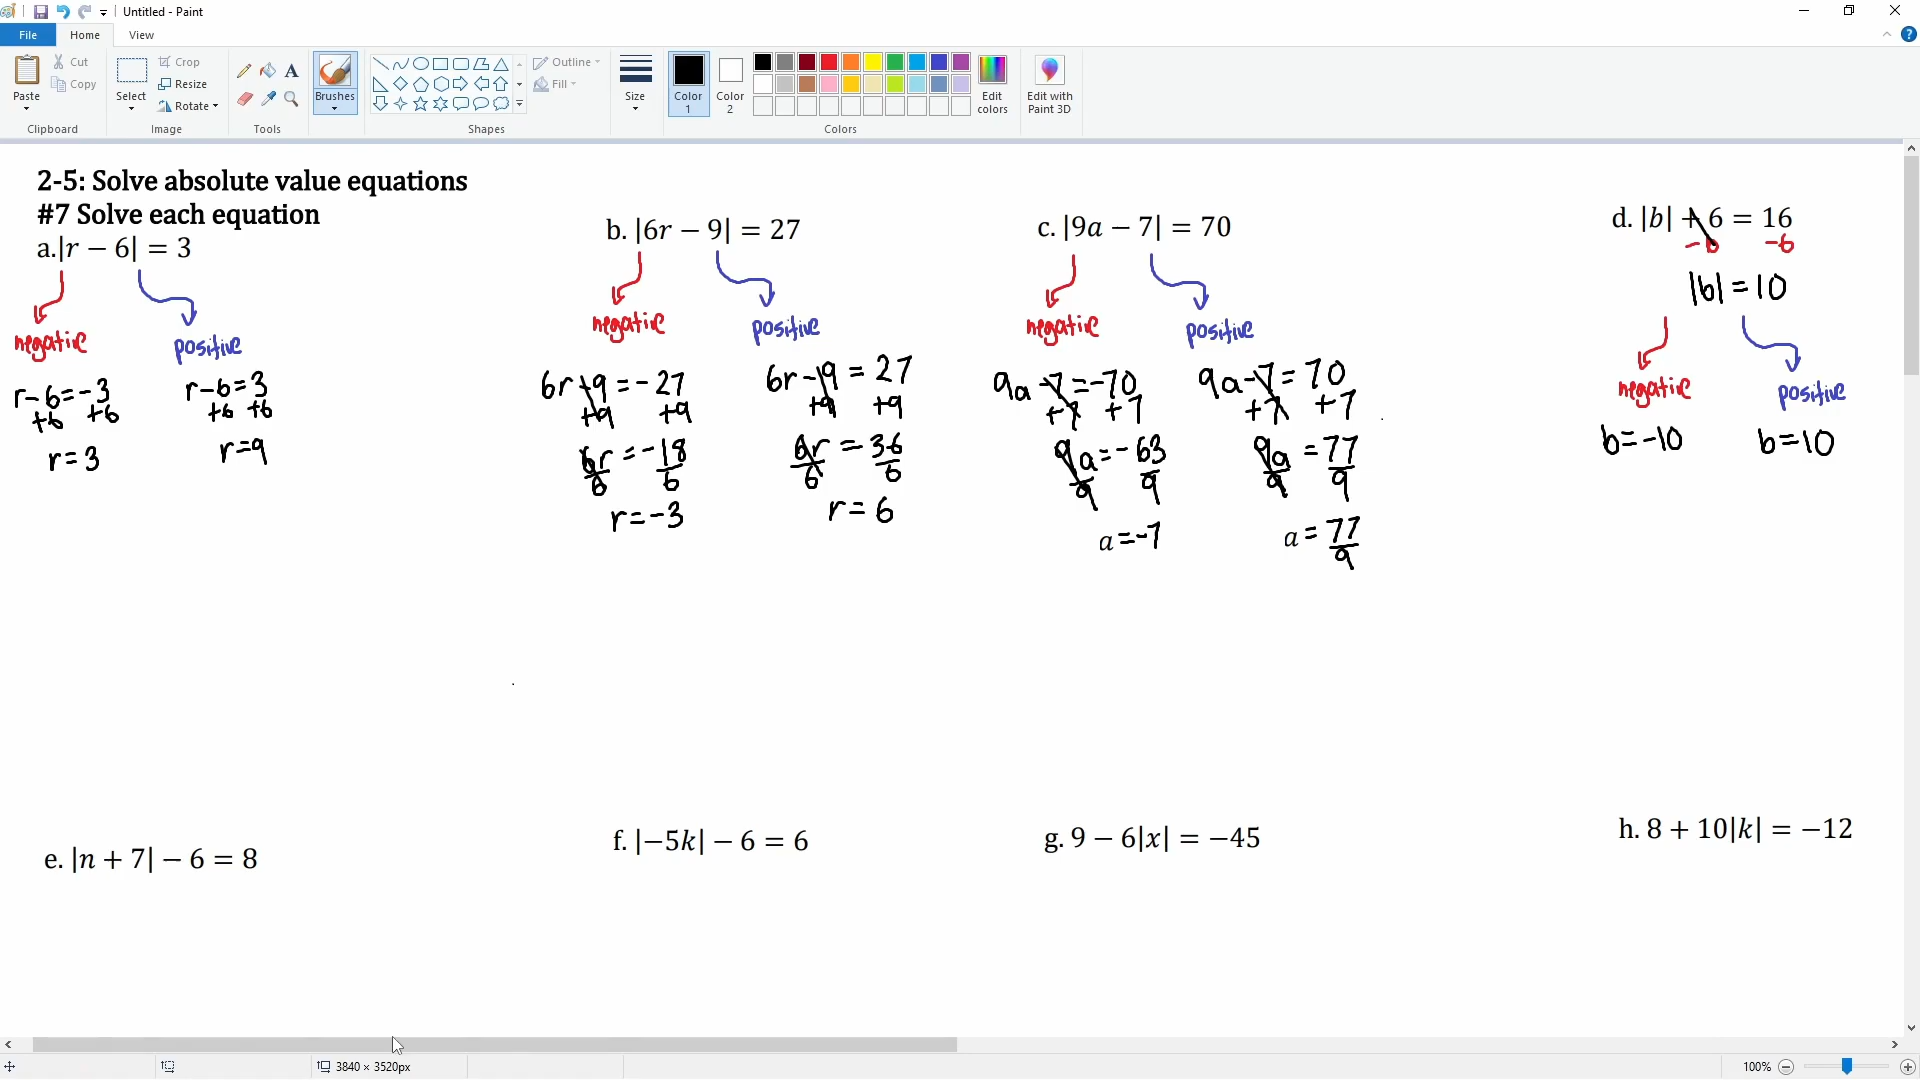 Untitled - Paint
File Home View
Paste
Cut
Copy
Clipboard
Select
Crop
Resize
Rotate
Image
Tools
Brushes
Shapes
Outline
Fill
Size
Color 1
Color 2
Edit colors
Colors
Edit with Paint 3D
2-5: Solve absolute value equations
#7 Solve each equation
a.|r − 6| = 3
negative
positive
r-6=-3
+6 +6
r=3
r-6=3
+6 +6
r=9
b. |6r − 9| = 27
negative
positive
6r-9=-27
+9 +9
6r=-18
6 6
r=-3
6r-9=27
+9 +9
6r=36
6 6
r=6
c. |9a − 7| = 70
negative
positive
9a-7=-70
+7 +7
9a=-63
9 9
a=-7
9a-7=70
+7 +7
9a=77
9 9
a=77
9
d. |b| + 6 = 16
-6 -6
|b|=10
negative
positive
b=-10
b=10
e. |n + 7| − 6 = 8
f. |−5k| − 6 = 6
g. 9 − 6|x| = −45
h. 8 + 10|k| = −12
3840 × 3520px
100%